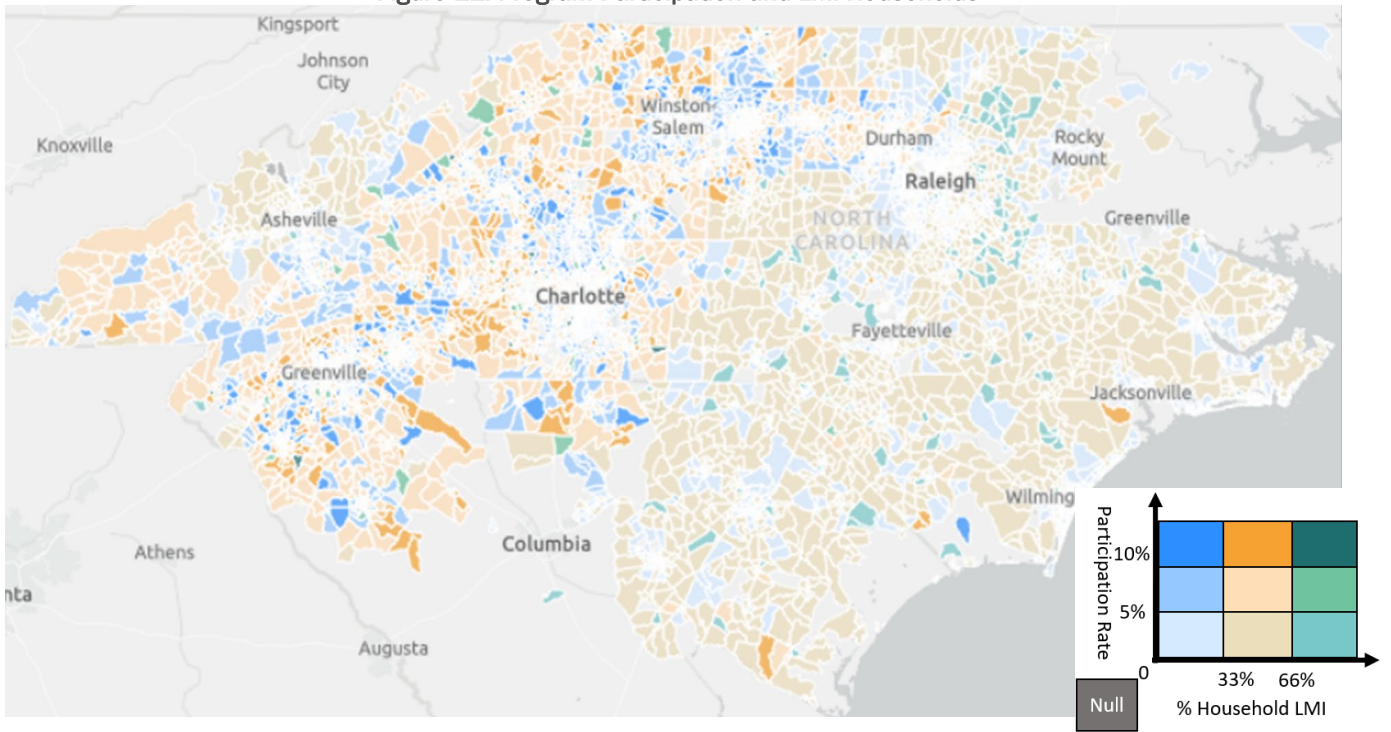 Kingsport
Johnson
City
Knoxville
Winston-
Salem
Durham
Rocky
Mount
Raleigh
Asheville
NORTH
CAROLINA
Greenville
Charlotte
Fayetteville
Greenville
Jacksonville
Wilming
Columbia
Athens
nta
Augusta
Participation Rate
10%
5%
0
33% 66%
% Household LMI
Null